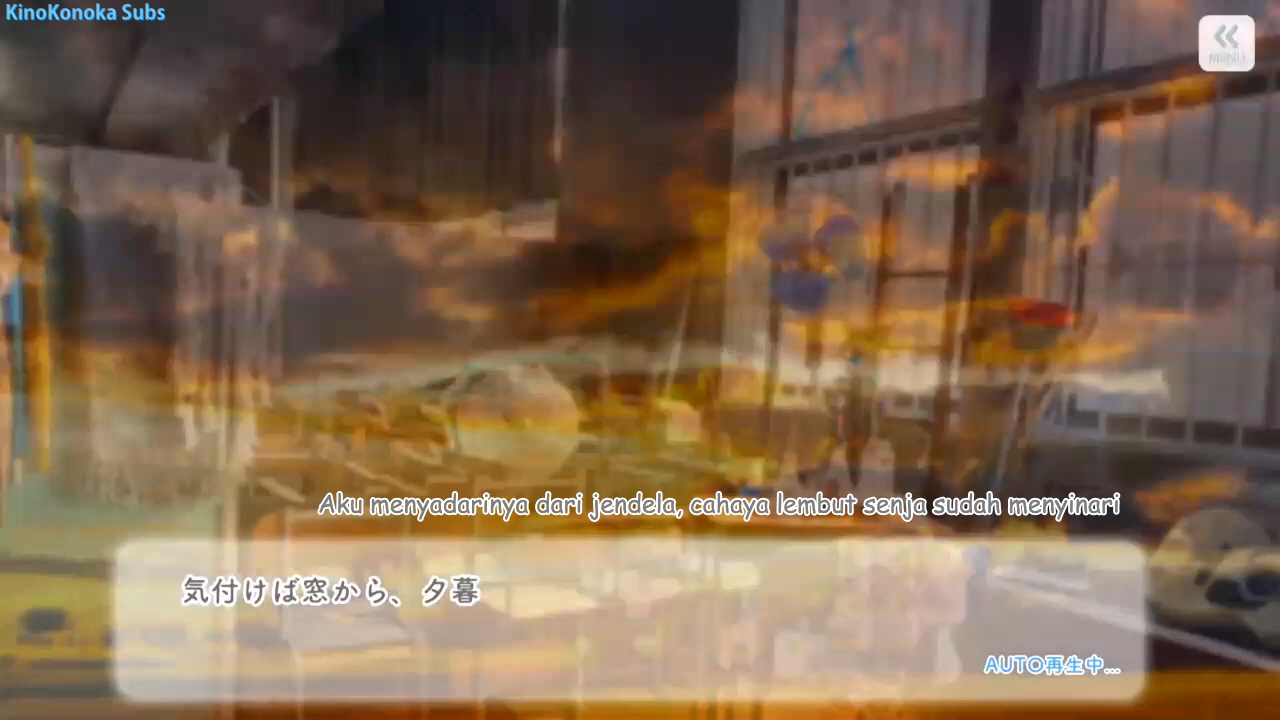 KinoKonoka Subs
MENU
Aku menyadarinya dari jendela, cahaya lembut senja sudah menyinari
気付けば窓から、夕暮
AUTO再生中...